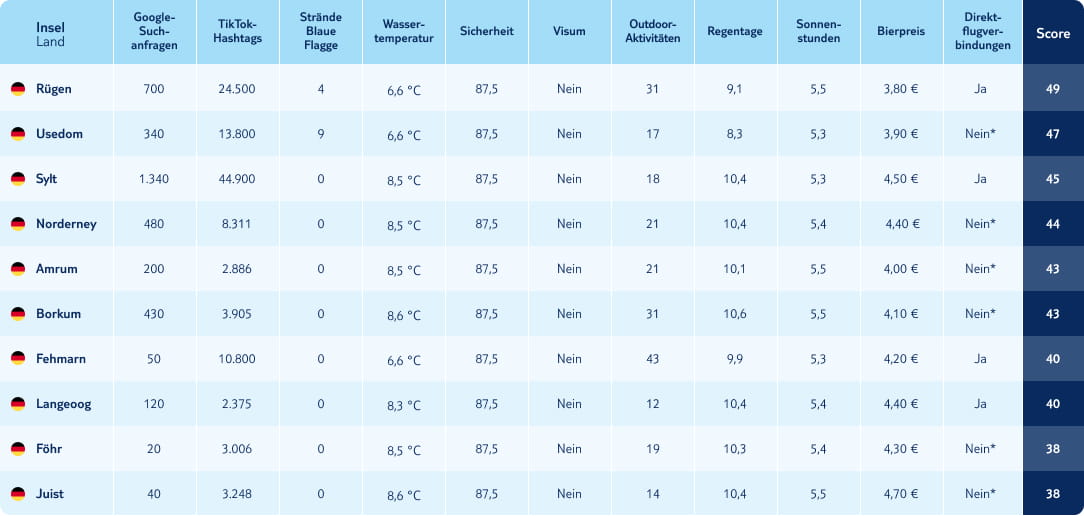 Insel
Land
Google-
Such-
anfragen
TikTok-
Hashtags
Strände
Blaue
Flagge
Wasser-
temperatur
Sicherheit
Visum
Outdoor-
Aktivitäten
Regentage
Sonnen-
stunden
Bierpreis
Direkt-
flugver-
bindungen
Score
Rügen 700 24.500 4 6,6 °C 87,5 Nein 31 9,1 5,5 3,80 € Ja 49
Usedom 340 13.800 9 6,6 °C 87,5 Nein 17 8,3 5,3 3,90 € Nein* 47
Sylt 1.340 44.900 0 8,5 °C 87,5 Nein 18 10,4 5,3 4,50 € Ja 45
Norderney 480 8.311 0 8,5 °C 87,5 Nein 21 10,4 5,4 4,40 € Nein* 44
Amrum 200 2.886 0 8,5 °C 87,5 Nein 21 10,1 5,5 4,00 € Nein* 43
Borkum 430 3.905 0 8,6 °C 87,5 Nein 31 10,6 5,5 4,10 € Nein* 43
Fehmarn 50 10.800 0 6,6 °C 87,5 Nein 43 9,9 5,3 4,20 € Ja 40
Langeoog 120 2.375 0 8,3 °C 87,5 Nein 12 10,4 5,4 4,40 € Ja 40
Föhr 20 3.006 0 8,5 °C 87,5 Nein 19 10,3 5,4 4,30 € Nein* 38
Juist 40 3.248 0 8,6 °C 87,5 Nein 14 10,4 5,5 4,70 € Nein* 38